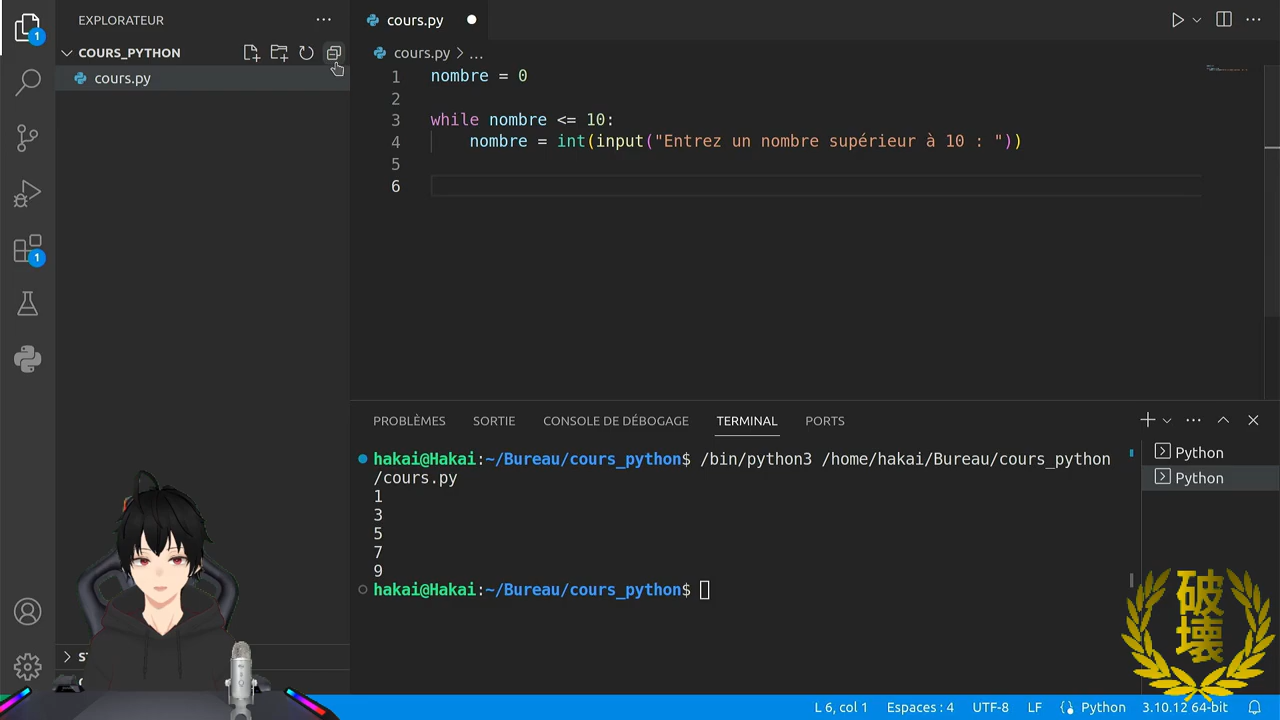 EXPLORATEUR
1
COURS_PYTHON
cours.py
1
cours.py
cours.py > ...
1 nombre = 0
2
3 while nombre <= 10:
4 nombre = int(input("Entrez un nombre supérieur à 10 : "))
5
6
PROBLÈMES SORTIE CONSOLE DE DÉBOGAGE TERMINAL PORTS
hakai@Hakai:~/Bureau/cours_python$ /bin/python3 /home/hakai/Bureau/cours_python
/cours.py
1
3
5
7
9
hakai@Hakai:~/Bureau/cours_python$
Python
Python
破
壊
L 6, col 1 Espaces : 4 UTF-8 LF Python 3.10.12 64-bit